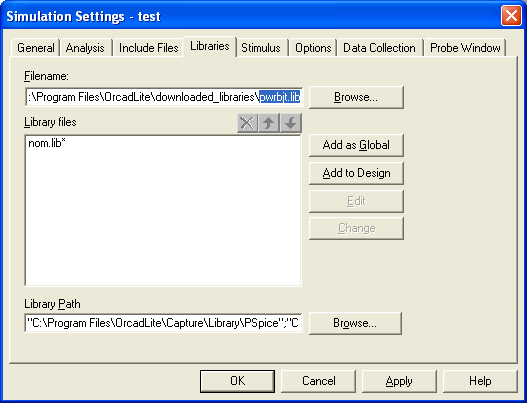 Simulation Settings - test
General Analysis Include Files Libraries Stimulus Options Data Collection Probe Window
Filename:
:\Program Files\OrcadLite\downloaded_libraries\pwrbjt.lib
Browse...
Library files
nom.lib*
Add as Global
Add to Design
Edit
Change
Library Path
"C:\Program Files\OrcadLite\Capture\Library\PSpice";"C
Browse...
OK Cancel Apply Help